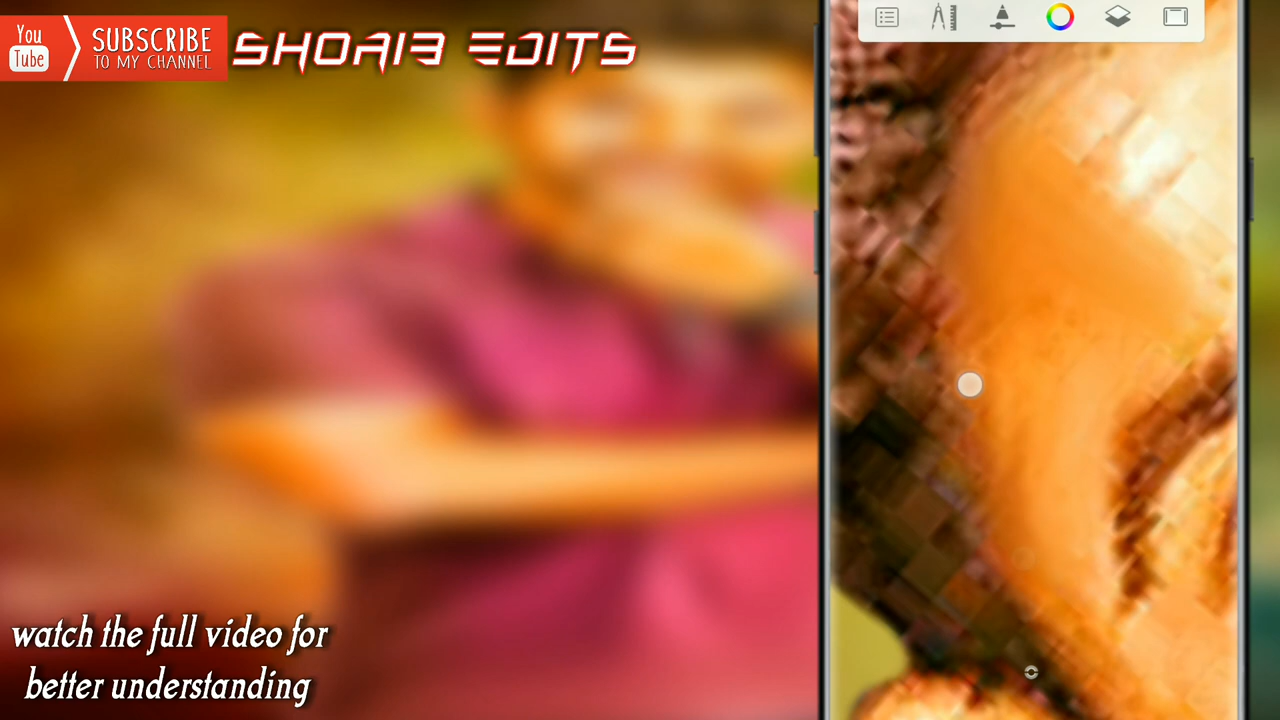 You
Tube
SUBSCRIBE
TO MY CHANNEL
SHOAIB EDITS
watch the full video for
better understanding